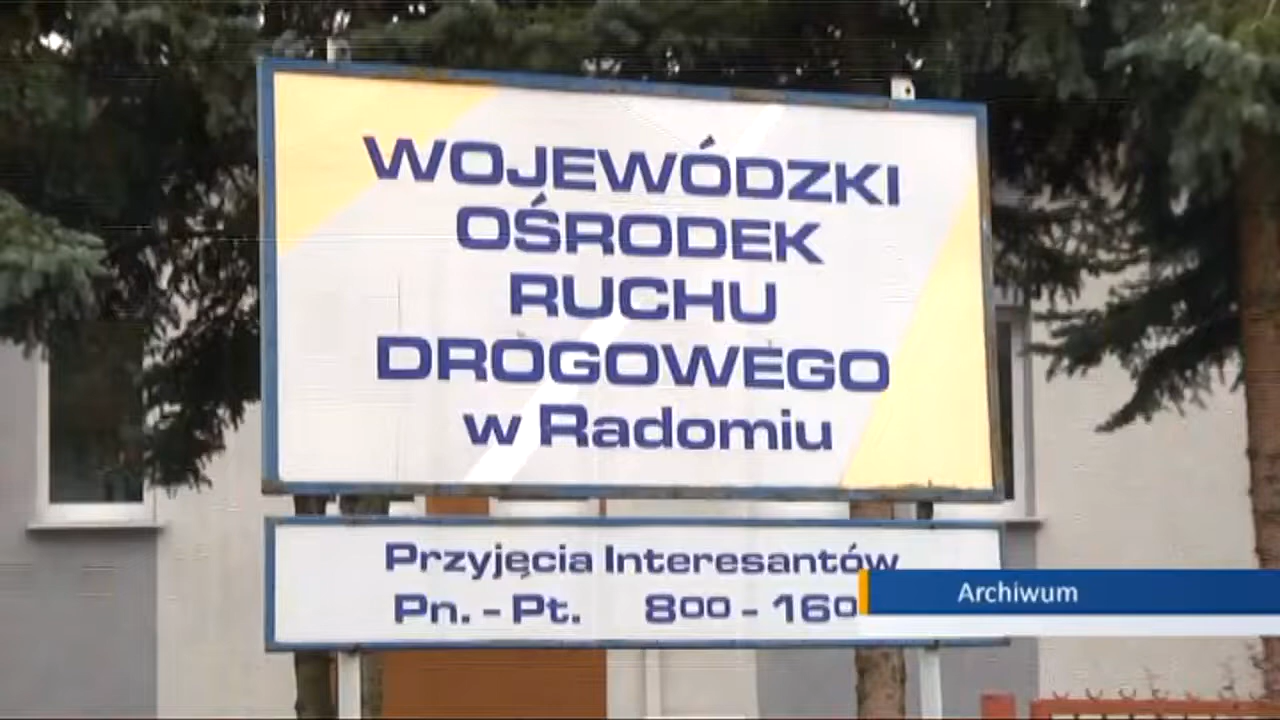 WOJEWÓDZKI
OŚRODEK
RUCHU
DROGOWEGO
w Radomiu
Przyjęcia Interesantów
Pn. - Pt. 800 - 160
Archiwum